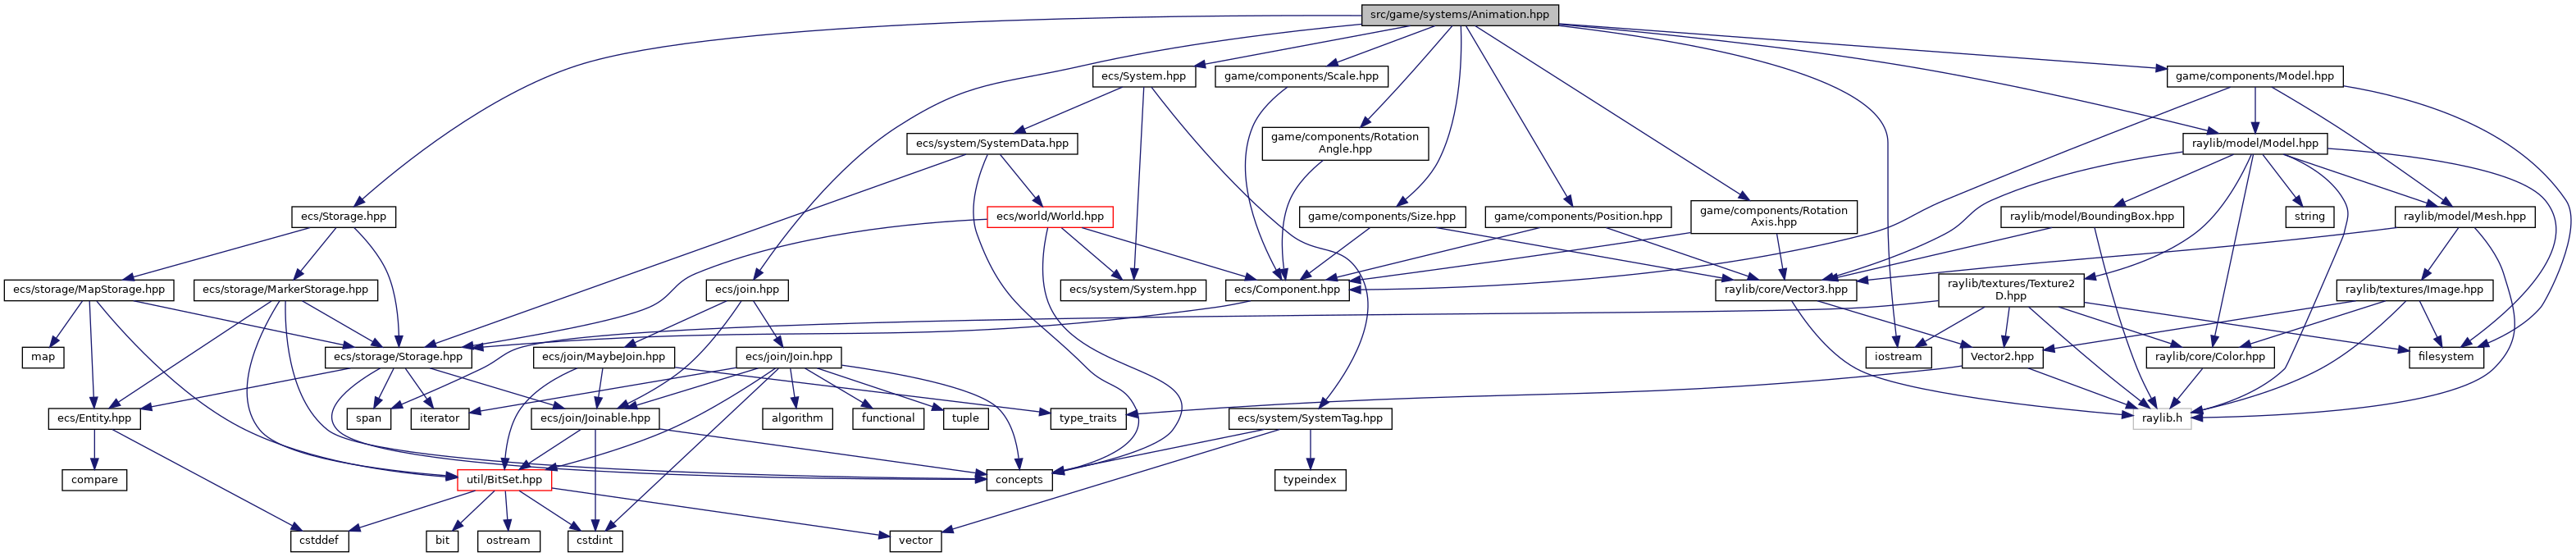 src/game/systems/Animation.hpp
ecs/System.hpp
game/components/Scale.hpp
game/components/Model.hpp
ecs/system/SystemData.hpp
game/components/Rotation
Angle.hpp
raylib/model/Model.hpp
ecs/Storage.hpp
ecs/world/World.hpp
game/components/Size.hpp
game/components/Position.hpp
game/components/Rotation
Axis.hpp
raylib/model/BoundingBox.hpp
string
raylib/model/Mesh.hpp
ecs/storage/MapStorage.hpp
ecs/storage/MarkerStorage.hpp
ecs/join.hpp
ecs/system/System.hpp
ecs/Component.hpp
raylib/core/Vector3.hpp
raylib/textures/Texture2
D.hpp
raylib/textures/Image.hpp
map
ecs/storage/Storage.hpp
ecs/join/MaybeJoin.hpp
ecs/join/Join.hpp
iostream
Vector2.hpp
raylib/core/Color.hpp
filesystem
ecs/Entity.hpp
span
iterator
ecs/join/Joinable.hpp
algorithm
functional
tuple
type_traits
ecs/system/SystemTag.hpp
raylib.h
compare
util/BitSet.hpp
concepts
typeindex
cstddef
bit
ostream
cstdint
vector